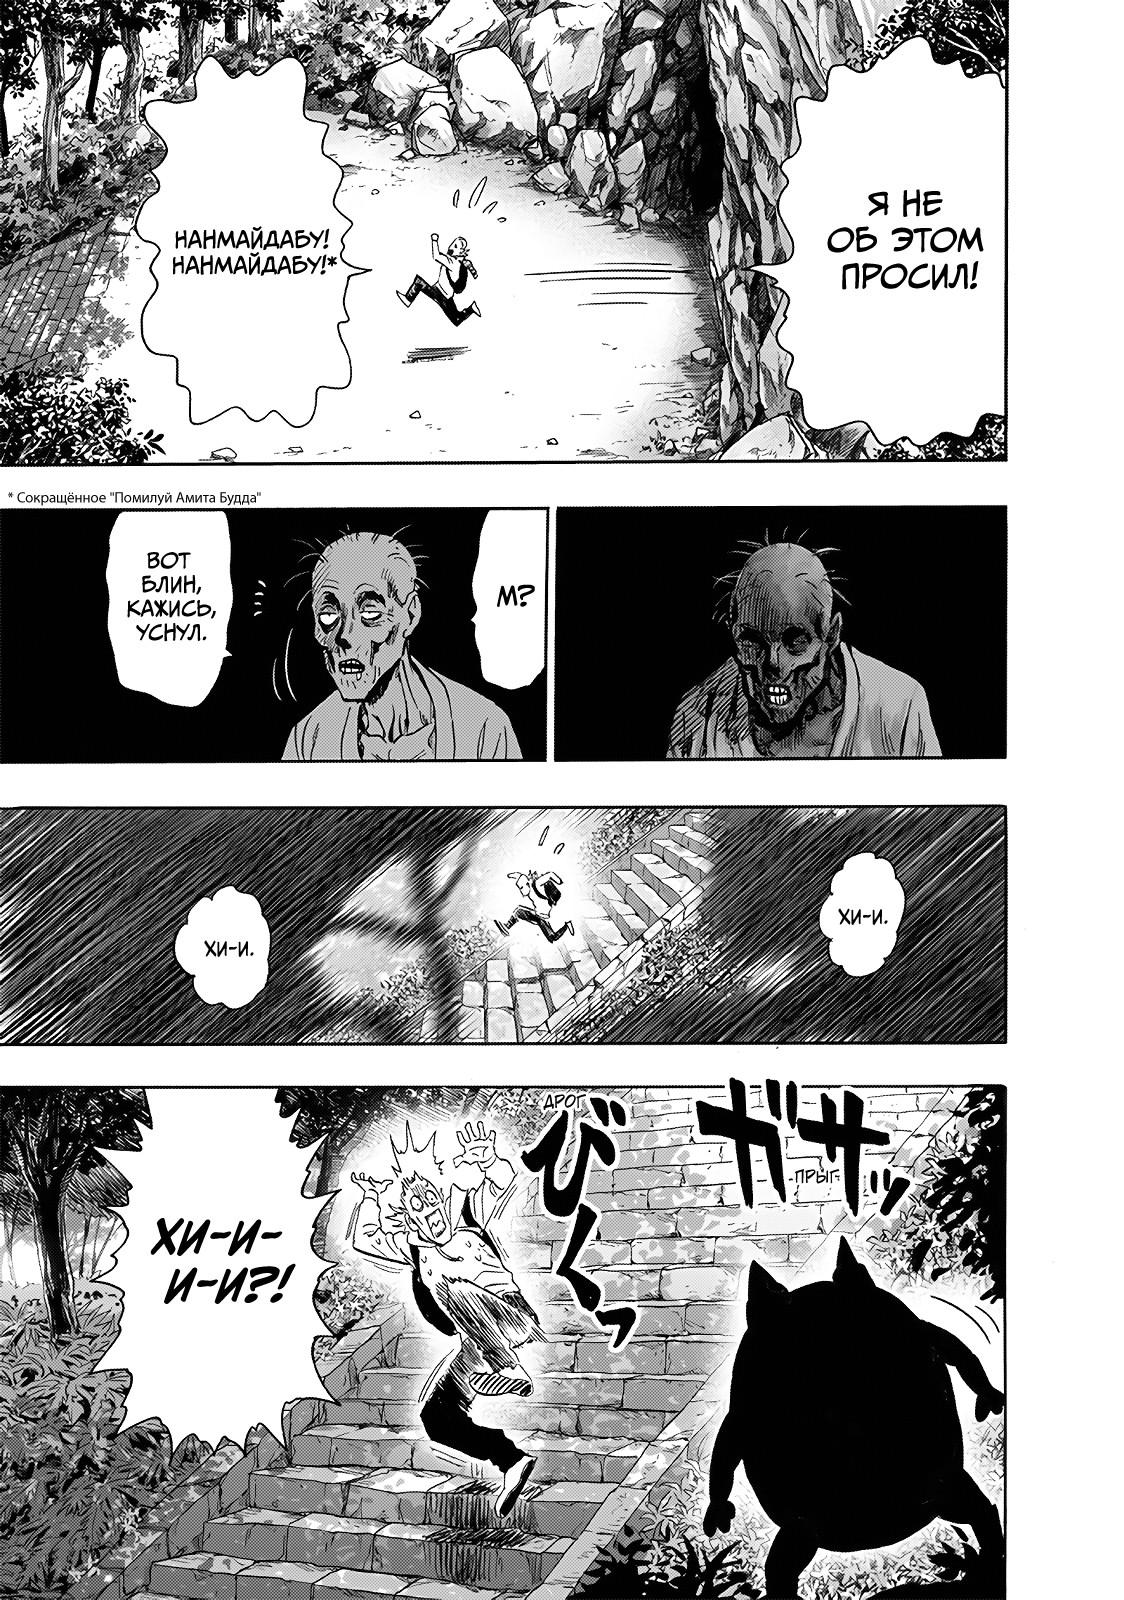 Я НЕ
ОБ ЭТОМ
ПРОСИЛ!
НАНМАЙДАБУ!
НАНМАЙДАБУ!*
* Сокращённое "Помилуй Амита Будда"
М?
ВОТ
БЛИН,
КАЖИСЬ,
УСНУЛ.
ХИ-И.
ХИ-И.
ガサッ
ПРЫГ
びくっ
ДРОГ
ХИ-И-
И-И?!